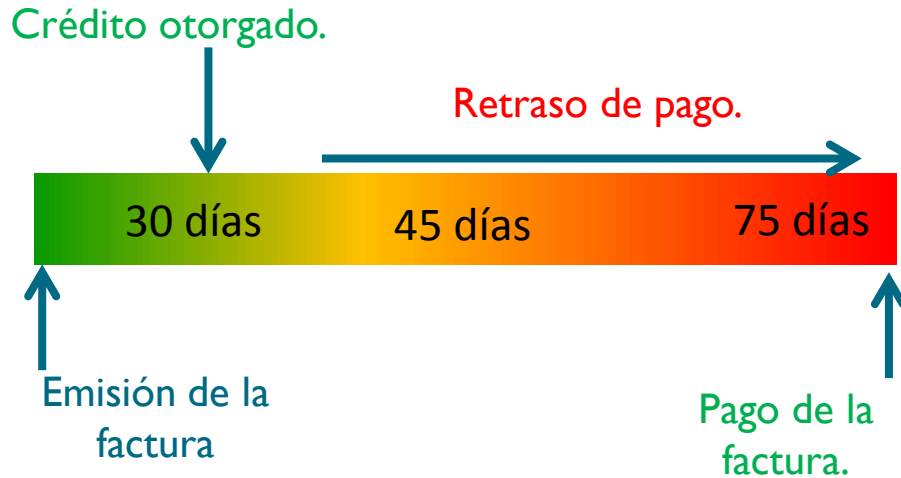 Crédito otorgado.
Retraso de pago.
30 días
45 días
75 días
Emisión de la
factura
Pago de la
factura.